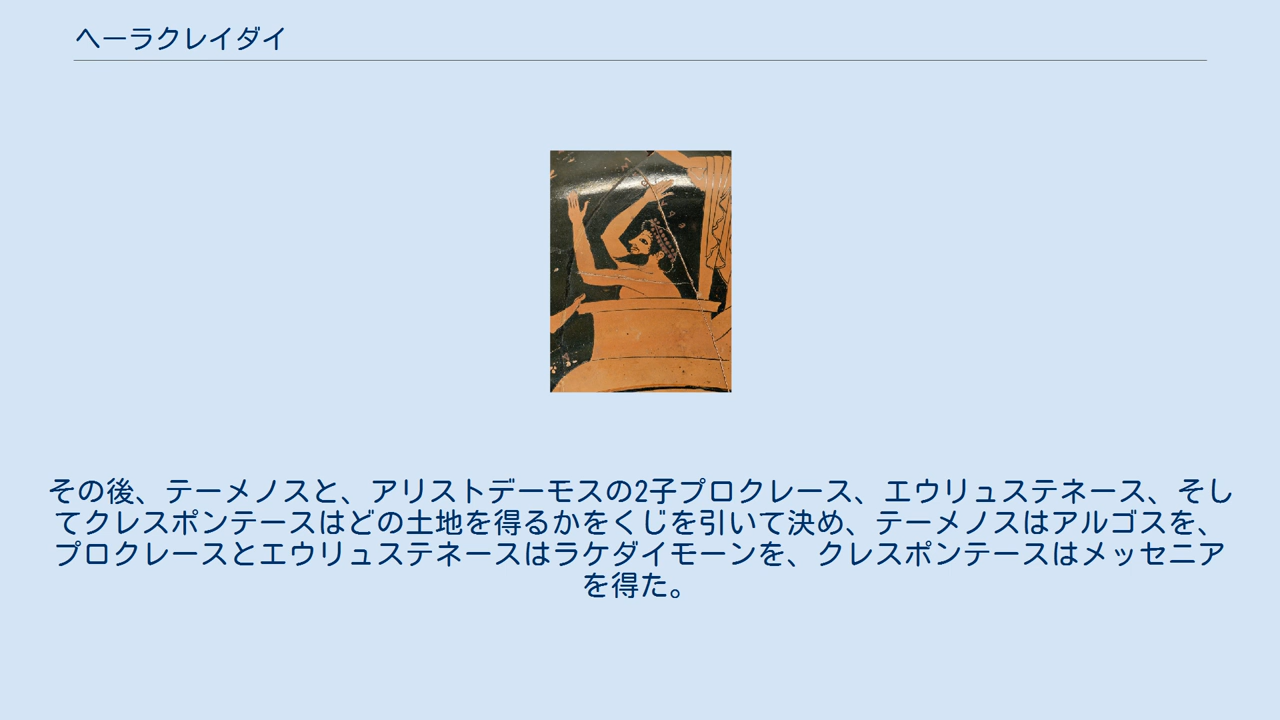 ヘーラクレイダイ
その後、テーメノスと、アリストデーモスの2子プロクレース、エウリュステネース、そし
てクレスポンテースはどの土地を得るかをくじを引いて決め、テーメノスはアルゴスを、
プロクレースとエウリュステネースはラケダイモーンを、クレスポンテースはメッセニア
を得た。